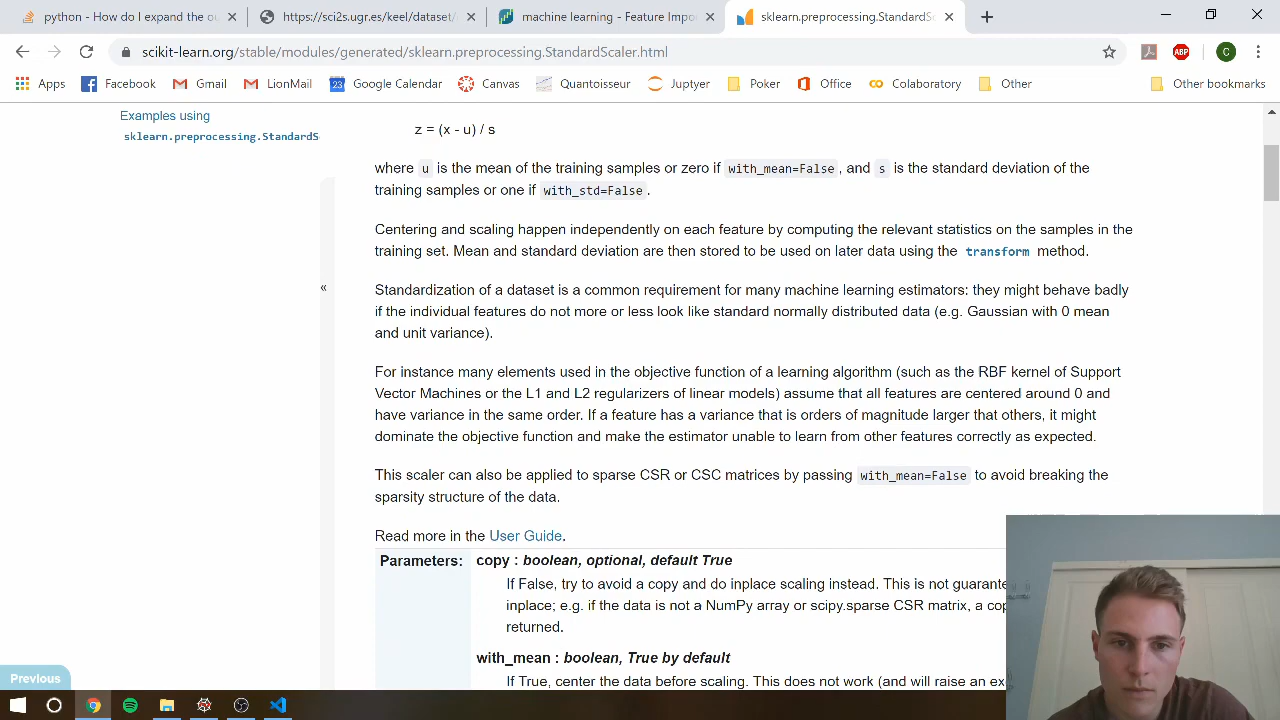 python - How do I expand the ou
https://sci2s.ugr.es/keel/dataset/
machine learning - Feature Impo
sklearn.preprocessing.StandardSc
scikit-learn.org/stable/modules/generated/sklearn.preprocessing.StandardScaler.html
ABP
C
Apps
Facebook
Gmail
LionMail
23
Google Calendar
Canvas
Quantoisseur
Juptyer
Poker
Office
Colaboratory
Other
Other bookmarks
Examples using
sklearn.preprocessing.StandardS
z = (x - u) / s
where u is the mean of the training samples or zero if with_mean=False, and s is the standard deviation of the
training samples or one if with_std=False.
Centering and scaling happen independently on each feature by computing the relevant statistics on the samples in the
training set. Mean and standard deviation are then stored to be used on later data using the transform method.
«
Standardization of a dataset is a common requirement for many machine learning estimators: they might behave badly
if the individual features do not more or less look like standard normally distributed data (e.g. Gaussian with 0 mean
and unit variance).
For instance many elements used in the objective function of a learning algorithm (such as the RBF kernel of Support
Vector Machines or the L1 and L2 regularizers of linear models) assume that all features are centered around 0 and
have variance in the same order. If a feature has a variance that is orders of magnitude larger that others, it might
dominate the objective function and make the estimator unable to learn from other features correctly as expected.
This scaler can also be applied to sparse CSR or CSC matrices by passing with_mean=False to avoid breaking the
sparsity structure of the data.
Read more in the User Guide.
Parameters: copy : boolean, optional, default True
If False, try to avoid a copy and do inplace scaling instead. This is not guarante
inplace; e.g. if the data is not a NumPy array or scipy.sparse CSR matrix, a cop
returned.
with_mean : boolean, True by default
If True, center the data before scaling. This does not work (and will raise an ex
Previous